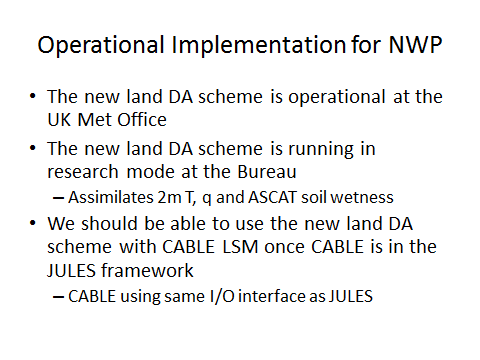 Operational Implementation for NWP
• The new land DA scheme is operational at the
UK Met Office
• The new land DA scheme is running in
research mode at the Bureau
– Assimilates 2m T, q and ASCAT soil wetness
• We should be able to use the new land DA
scheme with CABLE LSM once CABLE is in the
JULES framework
– CABLE using same I/O interface as JULES